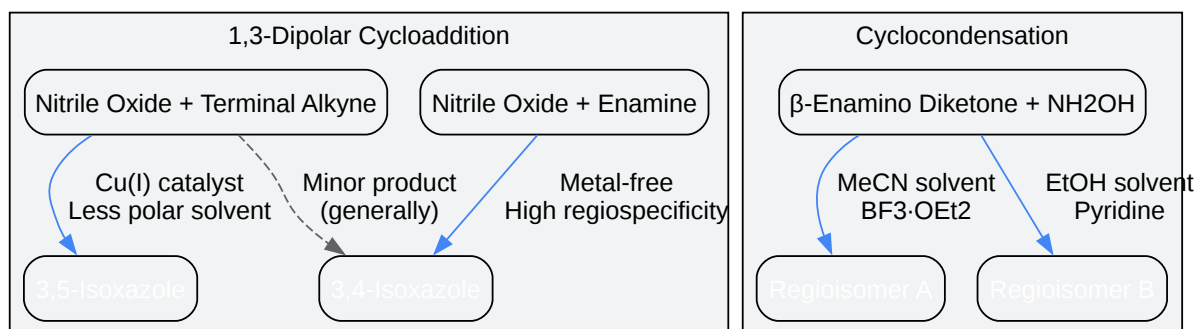 1,3-Dipolar Cycloaddition
Nitrile Oxide + Terminal Alkyne
Nitrile Oxide + Enamine
Cu(I) catalyst
Less polar solvent
Minor product
(generally)
Metal-free
High regiospecificity
3,5-Isoxazole
3,4-Isoxazole
Cyclocondensation
β-Enamino Diketone + NH2OH
MeCN solvent
BF3·OEt2
EtOH solvent
Pyridine
Regioisomer A
Regioisomer B